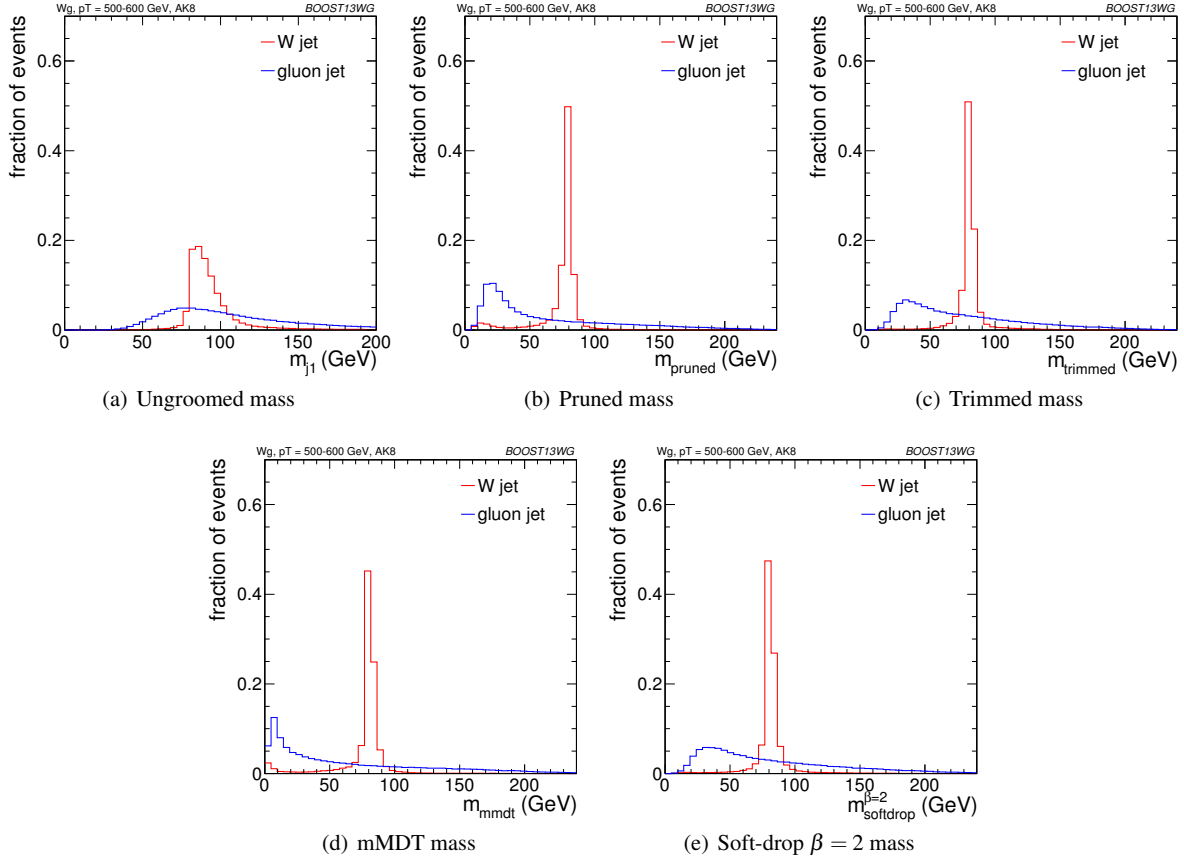 Wg, pT = 500-600 GeV, AK8 BOOST13WG
fraction of events
W jet
gluon jet
0.6
0.4
0.2
0
0 50 100 150 200
m_j1 (GeV)
(a) Ungroomed mass
Wg, pT = 500-600 GeV, AK8 BOOST13WG
fraction of events
W jet
gluon jet
0.6
0.4
0.2
0
0 50 100 150 200
m_pruned (GeV)
(b) Pruned mass
Wg, pT = 500-600 GeV, AK8 BOOST13WG
fraction of events
W jet
gluon jet
0.6
0.4
0.2
0
0 50 100 150 200
m_trimmed (GeV)
(c) Trimmed mass
Wg, pT = 500-600 GeV, AK8 BOOST13WG
fraction of events
W jet
gluon jet
0.6
0.4
0.2
0
0 50 100 150 200
m_mmdt (GeV)
(d) mMDT mass
Wg, pT = 500-600 GeV, AK8 BOOST13WG
fraction of events
W jet
gluon jet
0.6
0.4
0.2
0
0 50 100 150 200
m_softdrop^β=2 (GeV)
(e) Soft-drop β = 2 mass